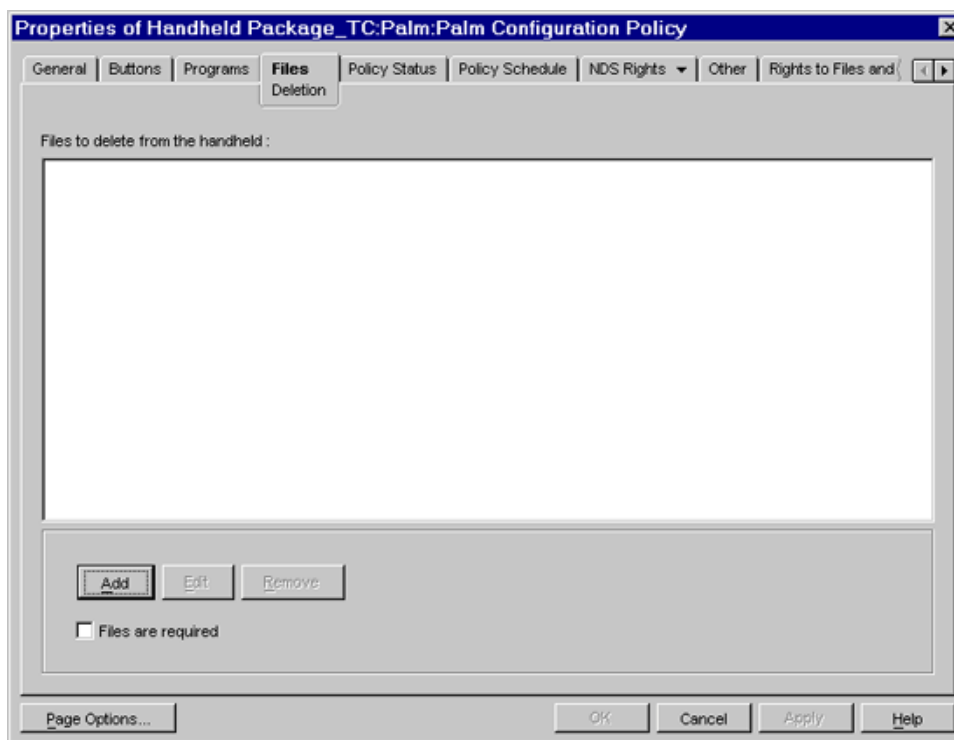 Properties of Handheld Package_TC:Palm:Palm Configuration Policy
General Buttons Programs Files Policy Status Policy Schedule NDS Rights Other Rights to Files and
Deletion
Files to delete from the handheld :
Add Edit Remove
Files are required
Page Options... OK Cancel Apply Help